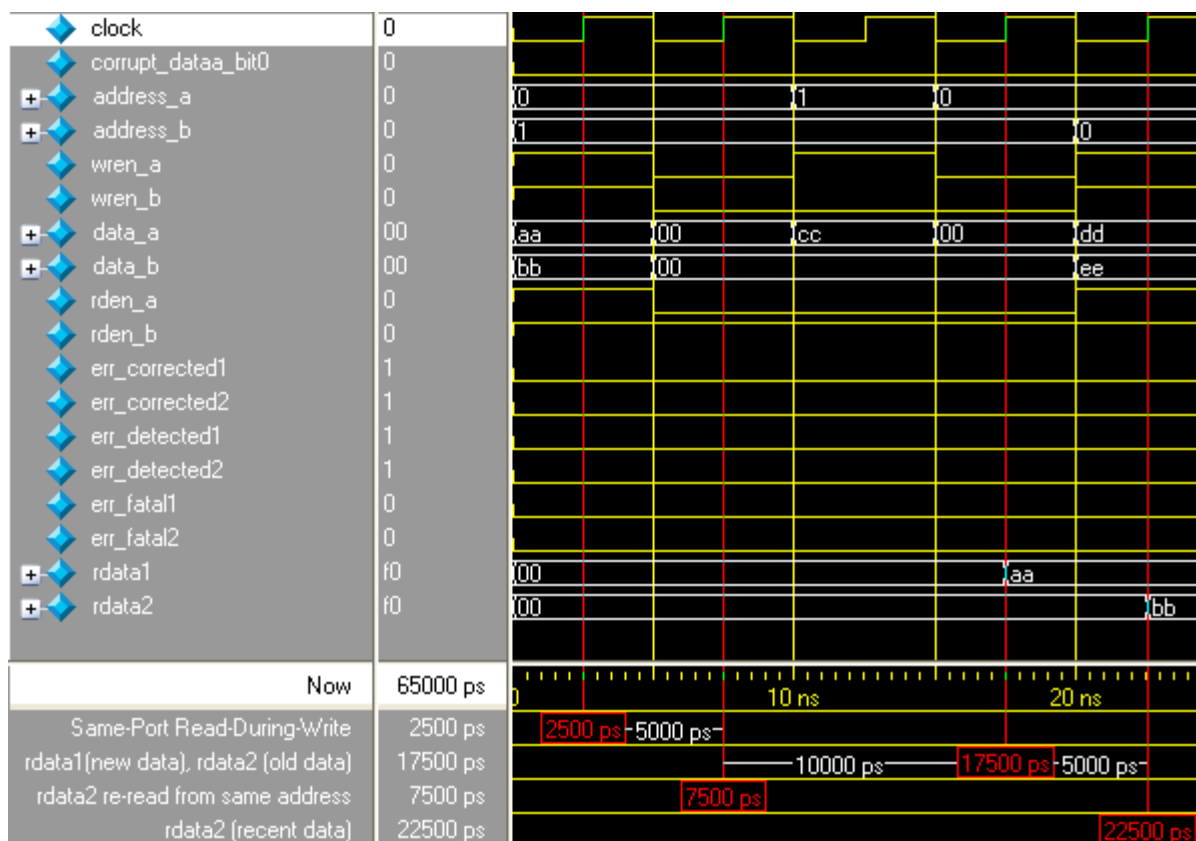 clock 0
corrupt_dataa_bit0 0
address_a 0 0 1 0
address_b 0 1 0
wren_a 0
wren_b 0
data_a 00 aa 00 cc 00 dd
data_b 00 bb 00 ee
rden_a 0
rden_b 0
err_corrected1 1
err_corrected2 1
err_detected1 1
err_detected2 1
err_fatal1 0
err_fatal2 0
rdata1 f0 00 aa
rdata2 f0 00 bb
Now 65000 ps 0 10 ns 20 ns
Same-Port Read-During-Write 2500 ps 2500 ps 5000 ps
rdata1(new data), rdata2 (old data) 17500 ps 10000 ps 17500 ps 5000 ps
rdata2 re-read from same address 7500 ps 7500 ps
rdata2 (recent data) 22500 ps 22500 ps